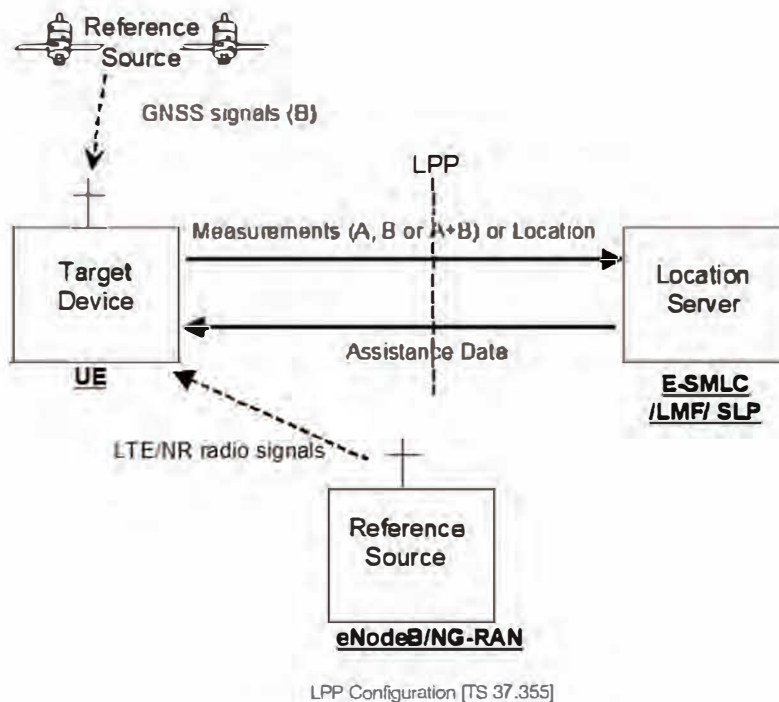 Reference
Source
GNSS signals (B)
LPP
Measurements (A, B or A+B) or Location
Target
Device
Location
Server
Assistance Data
UE
E-SMLC
/LMF/ SLP
LTE/NR radio signals
Reference
Source
eNodeB/NG-RAN
LPP Configuration [TS 37.355]